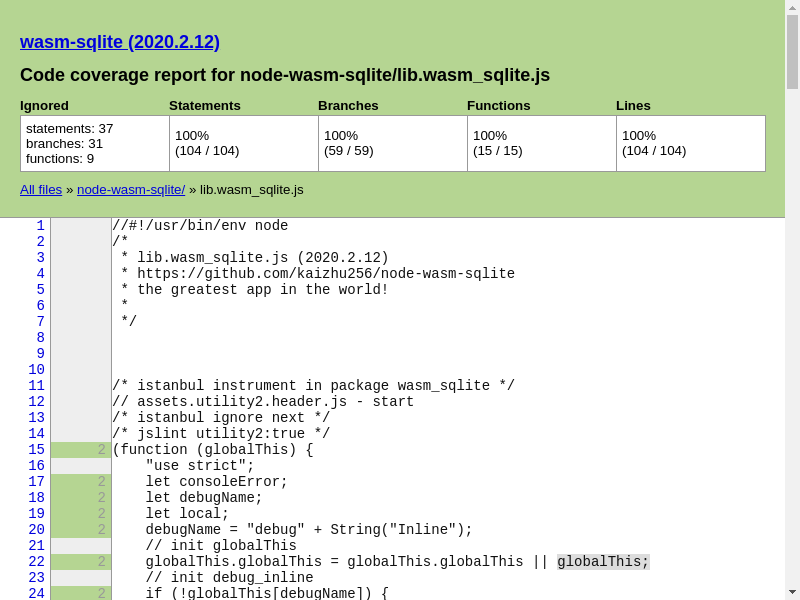 wasm-sqlite (2020.2.12)
Code coverage report for node-wasm-sqlite/lib.wasm_sqlite.js
Ignored Statements Branches Functions Lines
statements: 37
branches: 31
functions: 9
100%
(104 / 104)
100%
(59 / 59)
100%
(15 / 15)
100%
(104 / 104)
All files » node-wasm-sqlite/ » lib.wasm_sqlite.js
1 //#!/usr/bin/env node
2 /*
3  * lib.wasm_sqlite.js (2020.2.12)
4  * https://github.com/kaizhu256/node-wasm-sqlite
5  * the greatest app in the world!
6  *
7  */
8
9
10
11 /* istanbul instrument in package wasm_sqlite */
12 // assets.utility2.header.js - start
13 /* istanbul ignore next */
14 /* jslint utility2:true */
15 2 (function (globalThis) {
16     "use strict";
17 2     let consoleError;
18 2     let debugName;
19 2     let local;
20 2     debugName = "debug" + String("Inline");
21     // init globalThis
22 2     globalThis.globalThis = globalThis.globalThis || globalThis;
23     // init debug_inline
24 2     if (!globalThis[debugName]) {